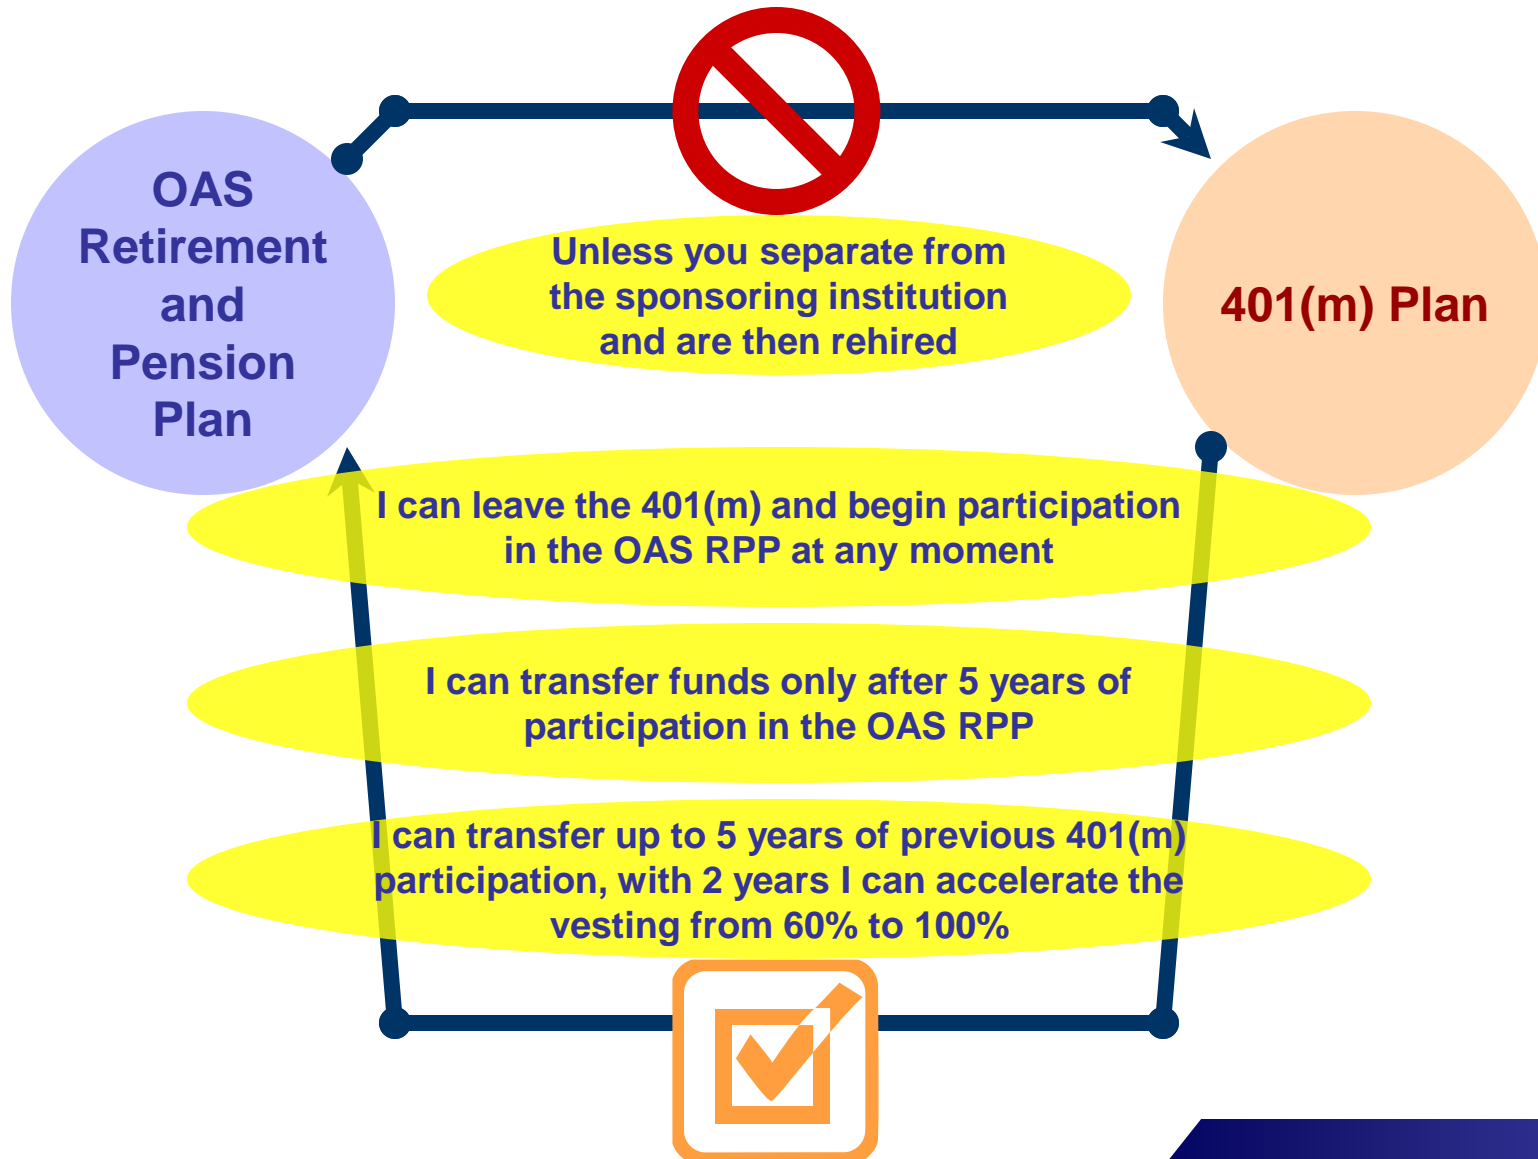 OAS
Retirement
and
Pension
Plan
Unless you separate from
the sponsoring institution
and are then rehired
401(m) Plan
I can leave the 401(m) and begin participation
in the OAS RPP at any moment
I can transfer funds only after 5 years of
participation in the OAS RPP
I can transfer up to 5 years of previous 401(m)
participation, with 2 years I can accelerate the
vesting from 60% to 100%